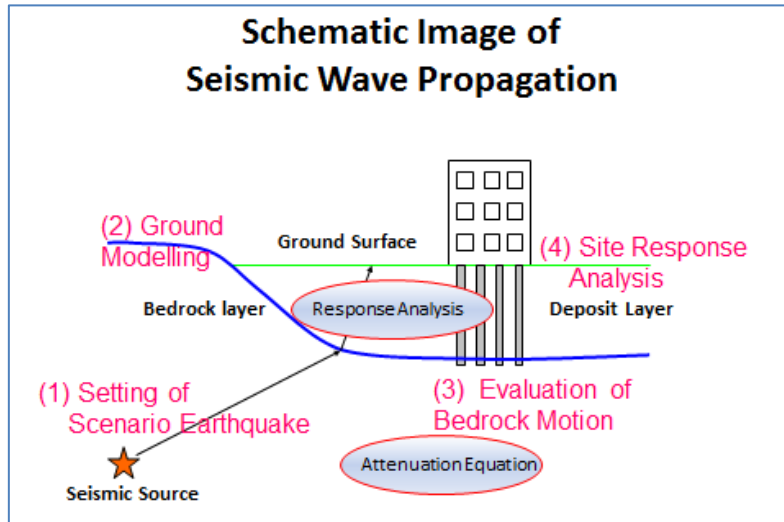 Schematic Image of
Seismic Wave Propagation
(2) Ground
Modelling
Ground Surface
(4) Site Response
Analysis
Bedrock layer
Response Analysis
Deposit Layer
(1) Setting of
Scenario Earthquake
(3) Evaluation of
Bedrock Motion
Attenuation Equation
Seismic Source